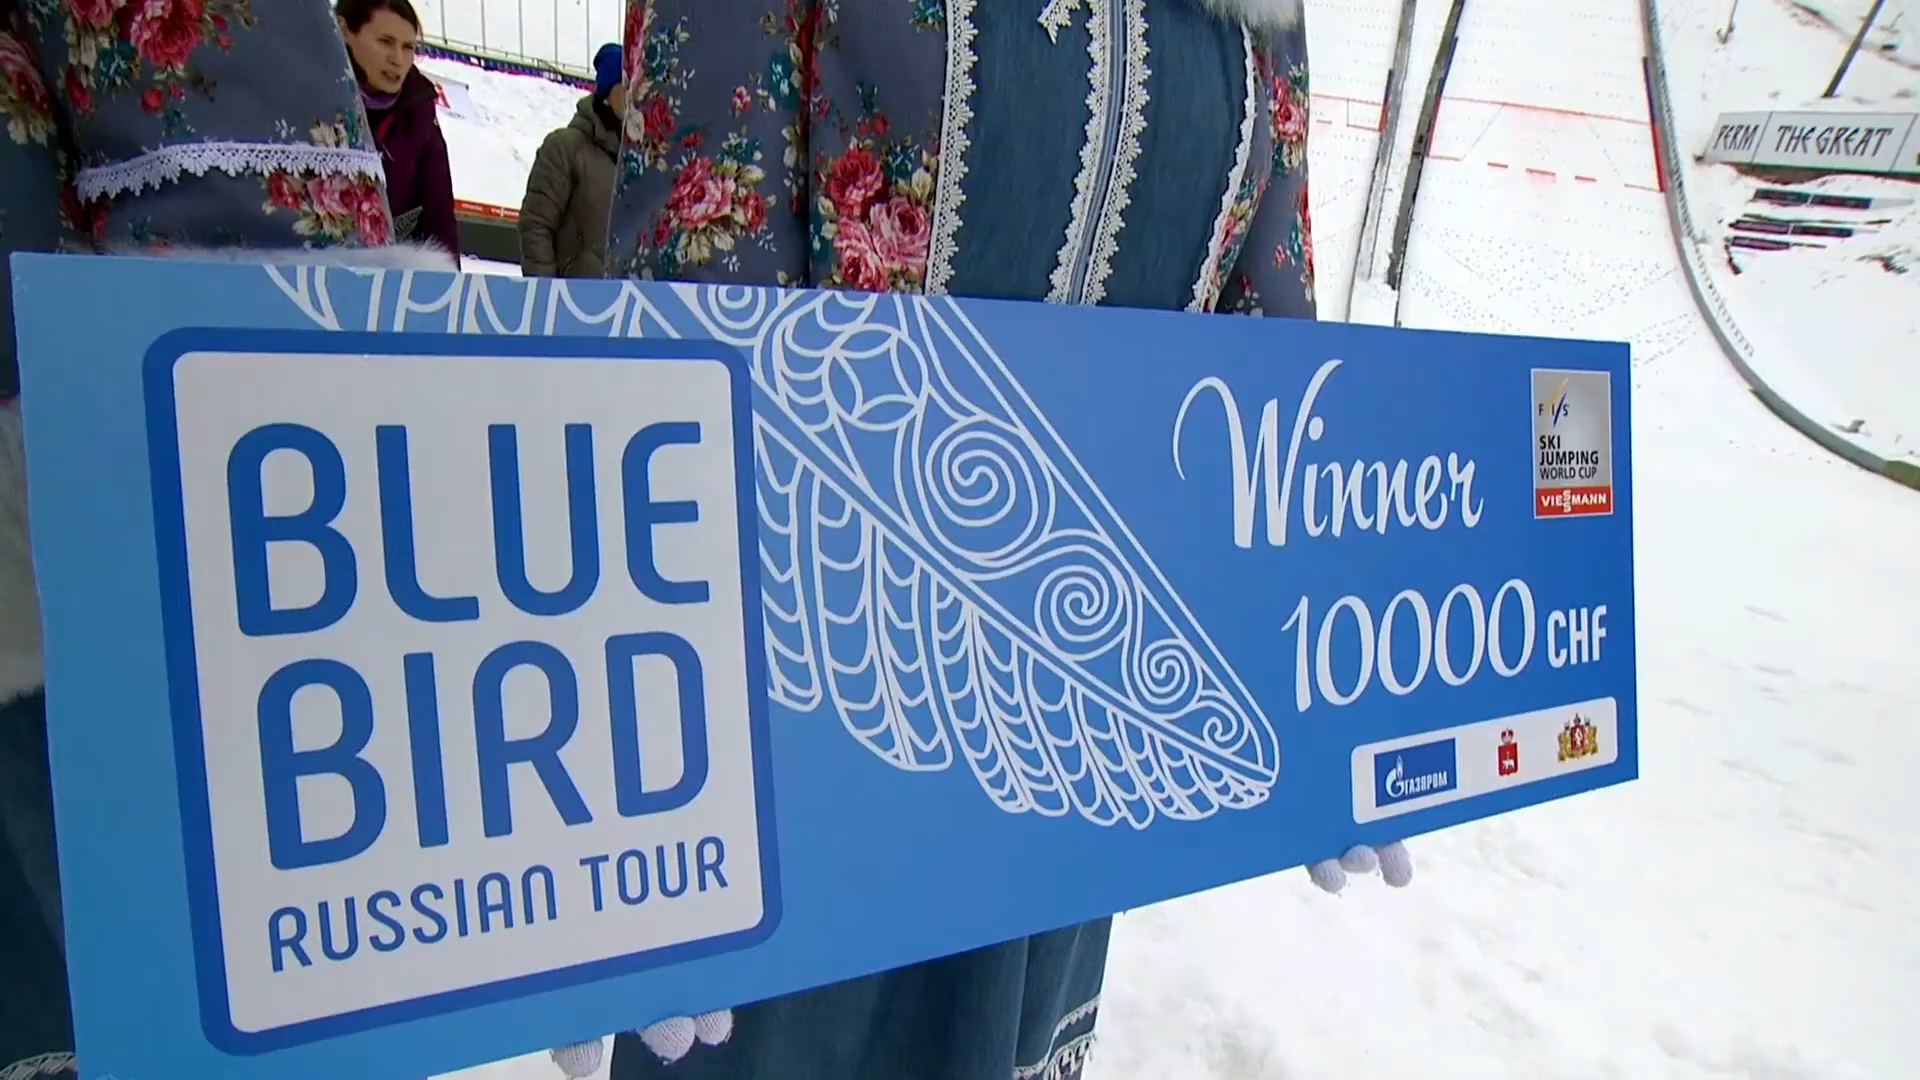 PERM THE GREAT
BLUE
BIRD
RUSSIAN TOUR
Winner
10000 CHF
FIS
SKI
JUMPING
WORLD CUP
VIESSMANN
ГАЗПРОМ